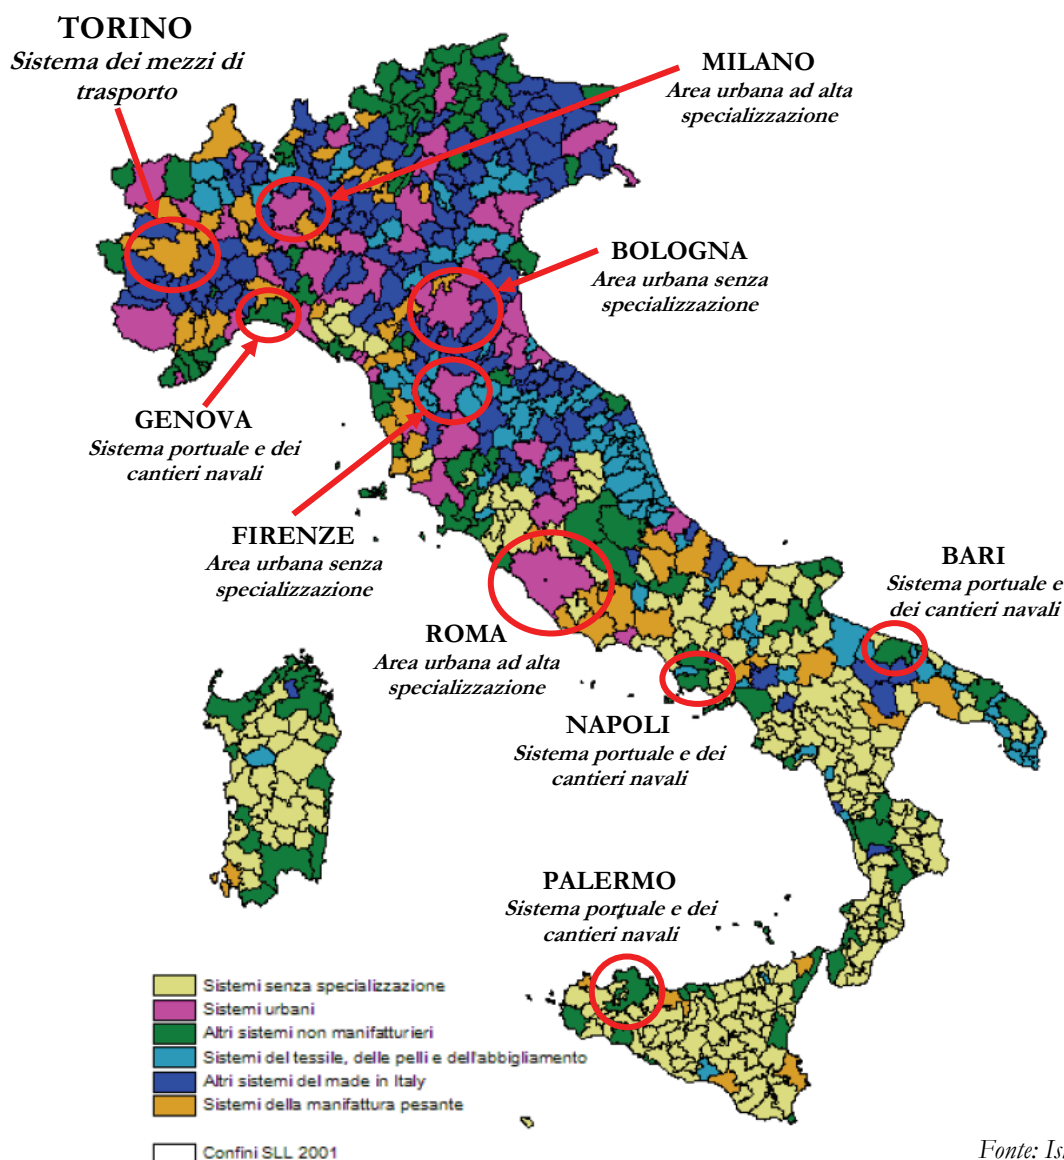 TORINO
Sistema dei mezzi di
trasporto
MILANO
Area urbana ad alta
specializzazione
BOLOGNA
Area urbana senza
specializzazione
GENOVA
Sistema portuale e dei
cantieri navali
FIRENZE
Area urbana senza
specializzazione
BARI
Sistema portuale e
dei cantieri navali
ROMA
Area urbana ad alta
specializzazione
NAPOLI
Sistema portuale e dei
cantieri navali
PALERMO
Sistema portuale e dei
cantieri navali
Sistemi senza specializzazione
Sistemi urbani
Altri sistemi non manifatturieri
Sistemi del tessile, delle pelli e dell'abbigliamento
Altri sistemi del made in Italy
Sistemi della manifattura pesante
Confini SLL 2001
Fonte: